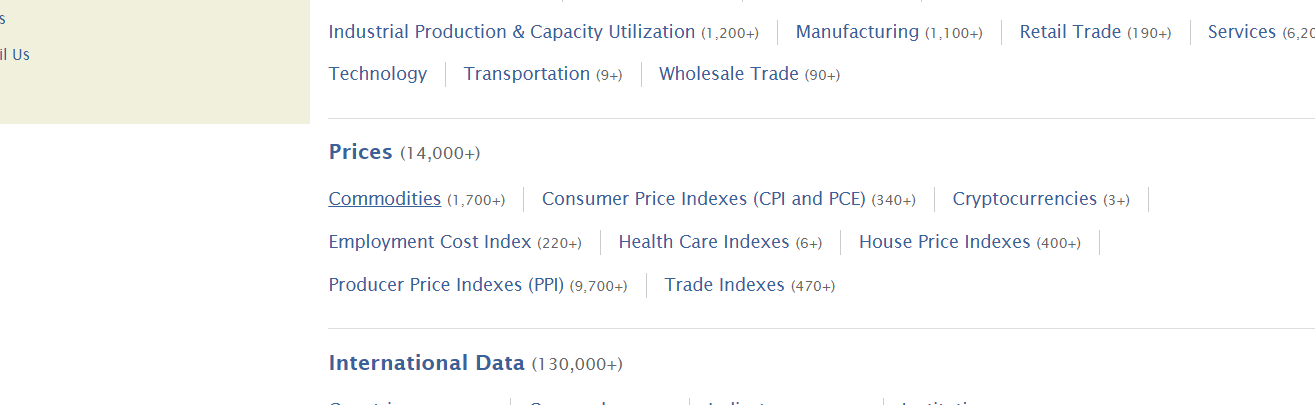 s
il Us
Industrial Production & Capacity Utilization (1,200+) Manufacturing (1,100+) Retail Trade (190+) Services (6,20
Technology Transportation (9+) Wholesale Trade (90+)
Prices (14,000+)
Commodities (1,700+) Consumer Price Indexes (CPI and PCE) (340+) Cryptocurrencies (3+)
Employment Cost Index (220+) Health Care Indexes (6+) House Price Indexes (400+)
Producer Price Indexes (PPI) (9,700+) Trade Indexes (470+)
International Data (130,000+)